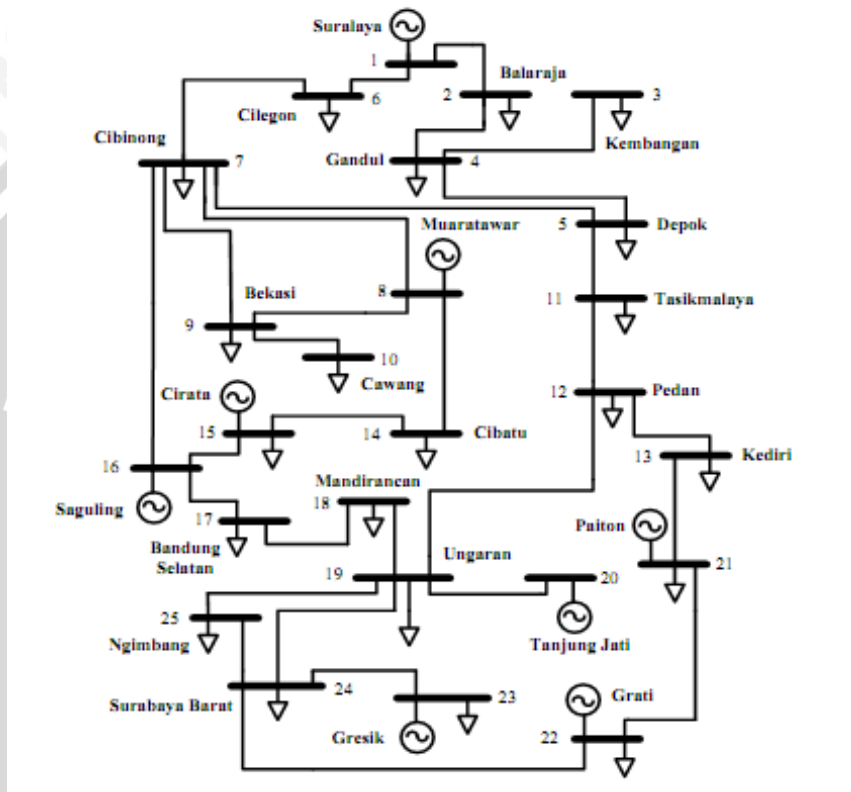 Suralaya
1
Balaraja
2
3
6
Cilegon
Kembangan
Cibinong
7
Gandul
4
Muaratawar
5
Depok
8
Bekasi
11
Tasikmalaya
9
10
Cawang
12
Pedan
Cirata
15
14
Cibatu
13
Kediri
16
Mandirancan
18
Saguling
17
Paiton
Bandung
Selatan
Ungaran
19
20
21
25
Ngimbang
Tanjung Jati
24
23
Grati
Surabaya Barat
Gresik
22